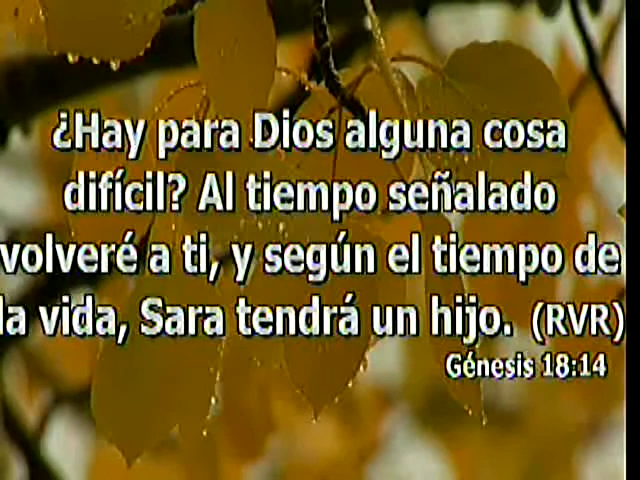 ¿Hay para Dios alguna cosa
difícil? Al tiempo señalado
volveré a ti, y según el tiempo de
la vida, Sara tendrá un hijo. (RVR)
Génesis 18:14